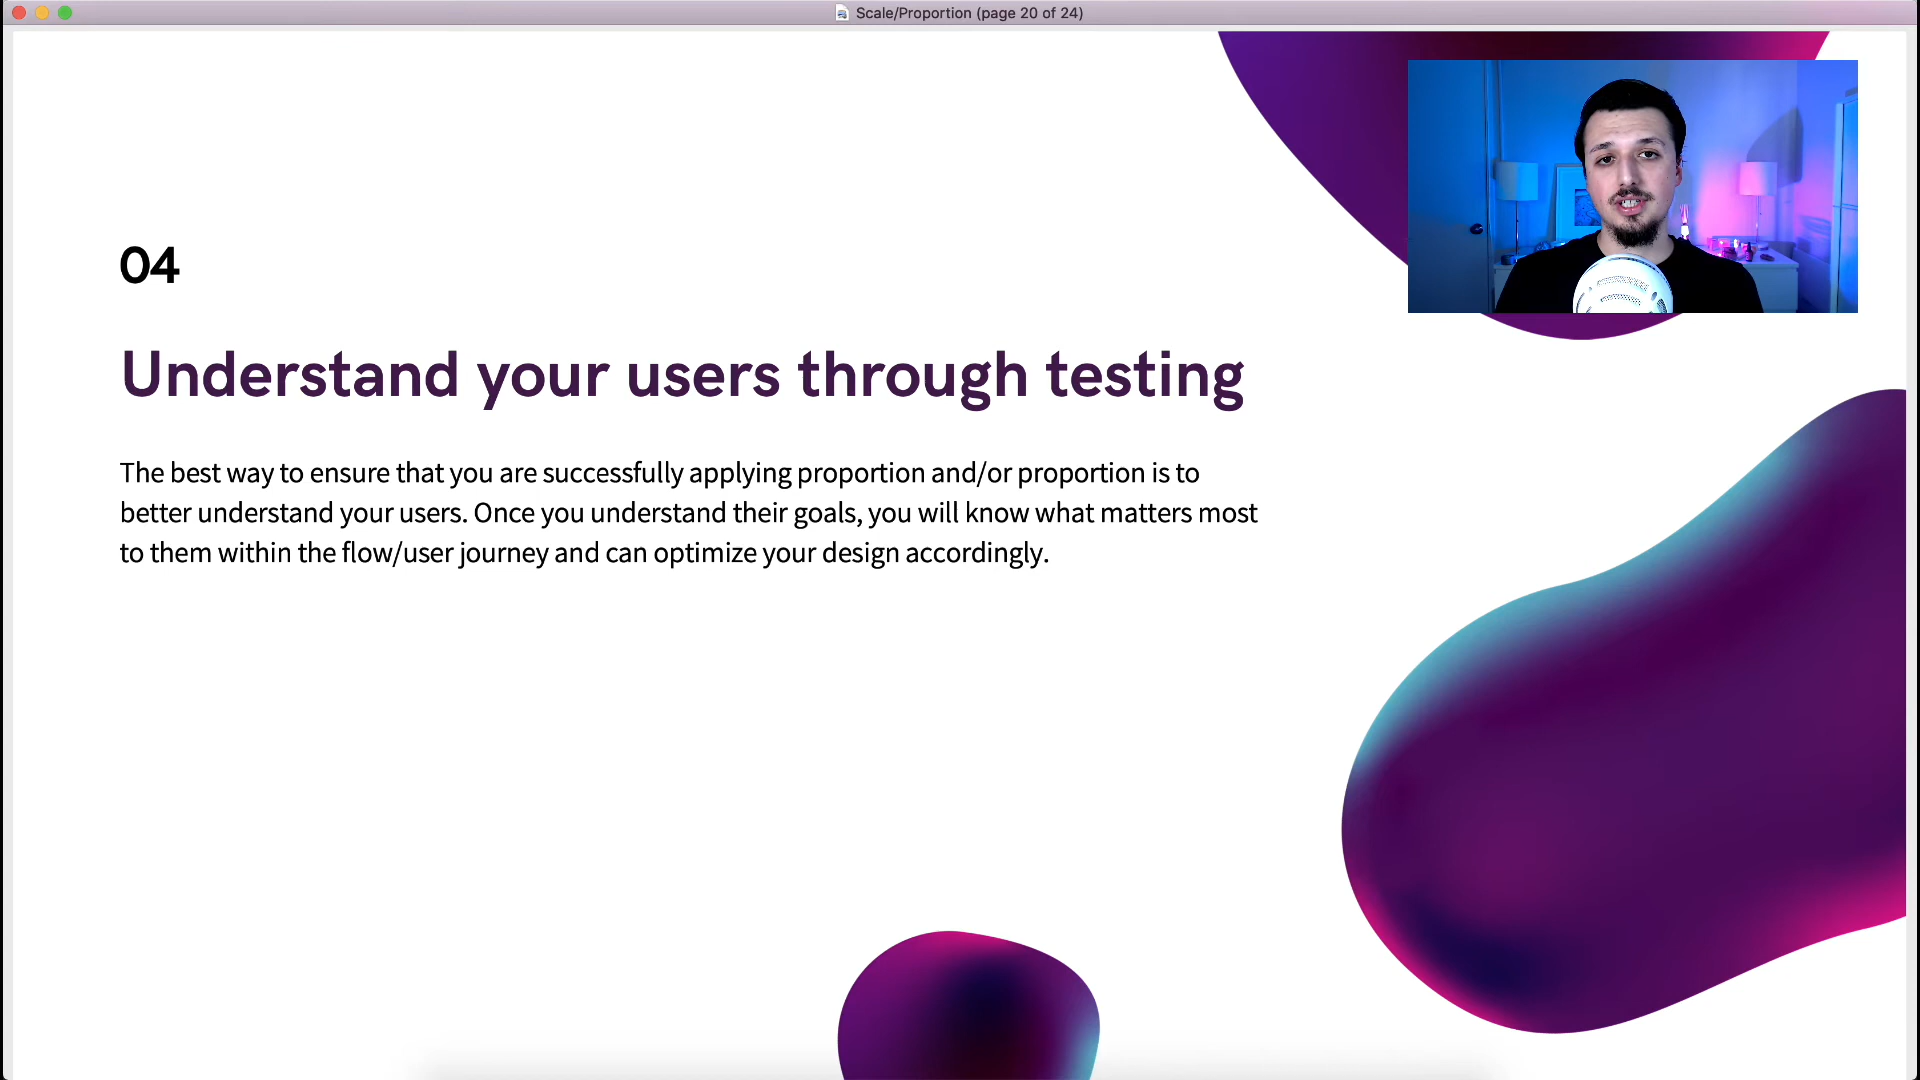 Scale/Proportion (page 20 of 24)
04
Understand your users through testing
The best way to ensure that you are successfully applying proportion and/or proportion is to
better understand your users. Once you understand their goals, you will know what matters most
to them within the flow/user journey and can optimize your design accordingly.